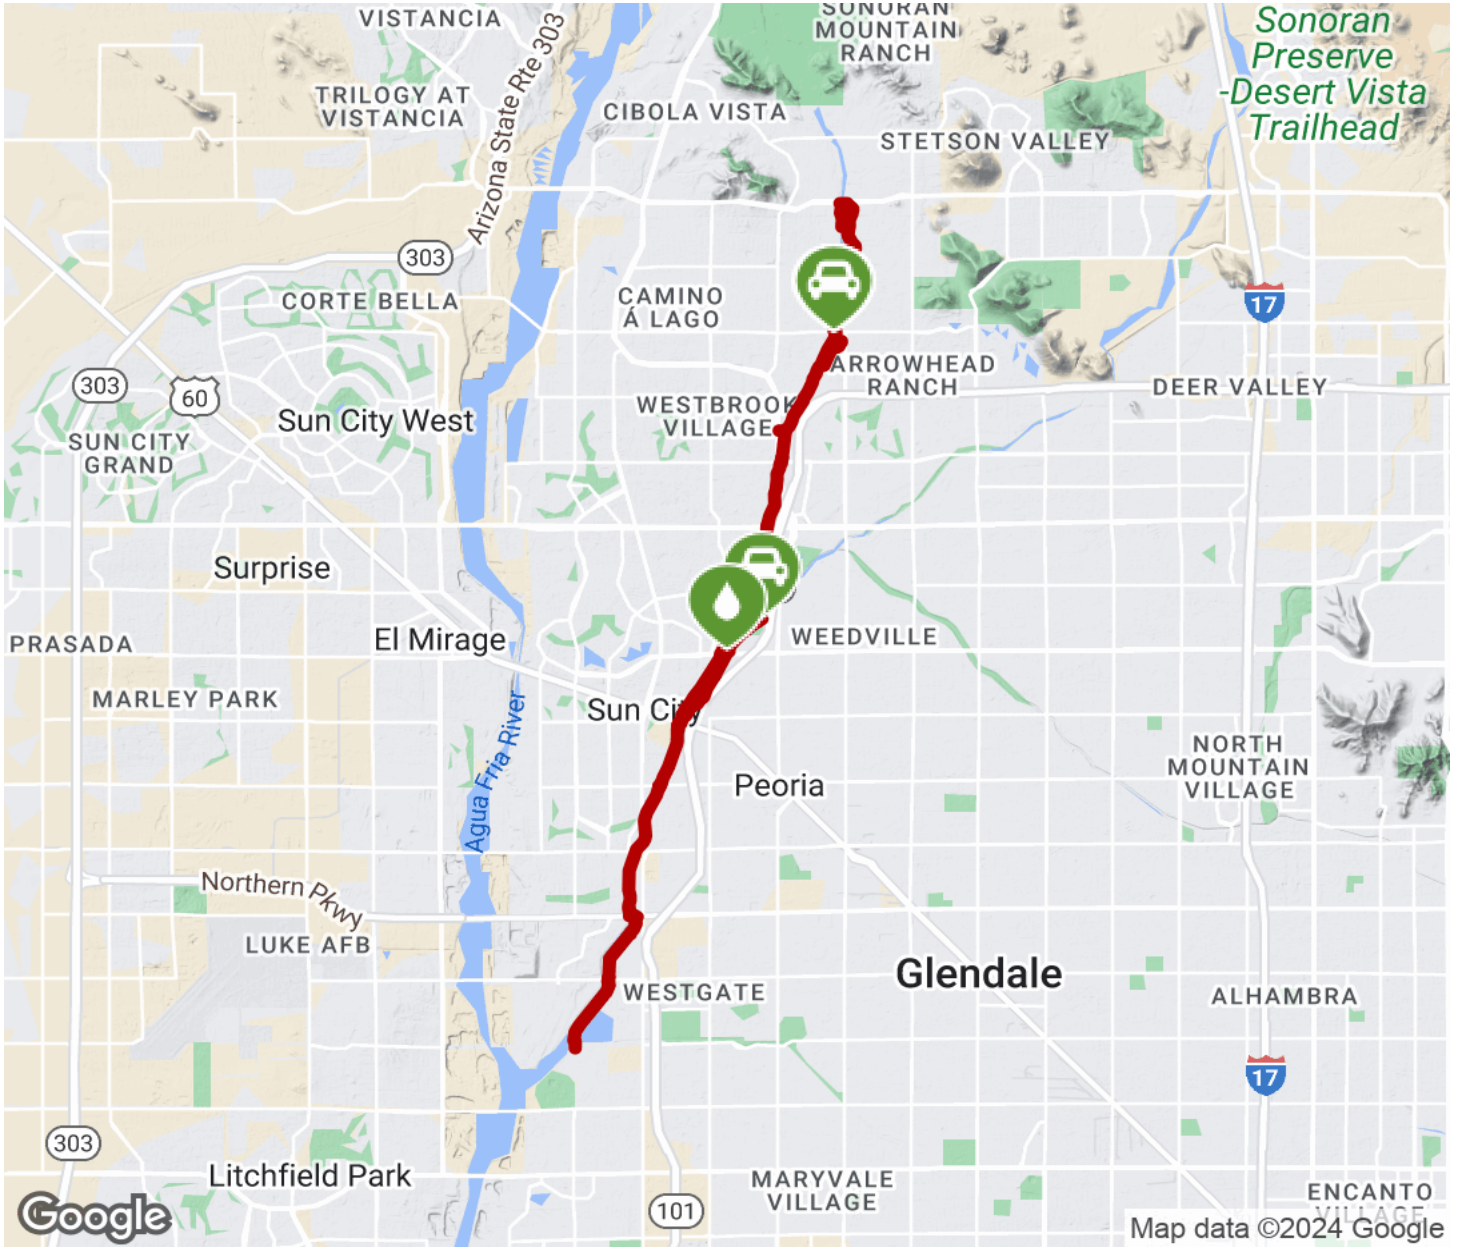 VISTANCIA
SONORAN
MOUNTAIN
RANCH
Sonoran
Preserve
-Desert Vista
Trailhead
Arizona State Rte 303
TRILOGY AT
VISTANCIA
CIBOLA VISTA
STETSON VALLEY
303
CORTE BELLA
CAMINO
Á LAGO
17
303
60
ARROWHEAD
RANCH
DEER VALLEY
WESTBROOK
VILLAGE
Sun City West
SUN CITY
GRAND
Surprise
PRASADA
El Mirage
WEEDVILLE
MARLEY PARK
Sun City
Agua Fria River
NORTH
MOUNTAIN
VILLAGE
Peoria
Northern Pkwy
LUKE AFB
Glendale
WESTGATE
ALHAMBRA
17
303
Litchfield Park
MARYVALE
VILLAGE
ENCANTO
VILLAGE
101
Google
Map data ©2024 Google